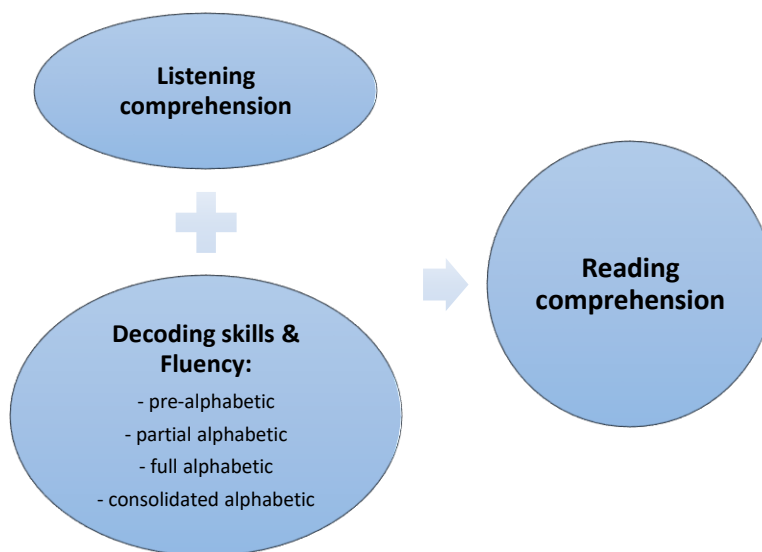 Listening
comprehension
Decoding skills &
Fluency:
- pre-alphabetic
- partial alphabetic
- full alphabetic
- consolidated alphabetic
Reading
comprehension